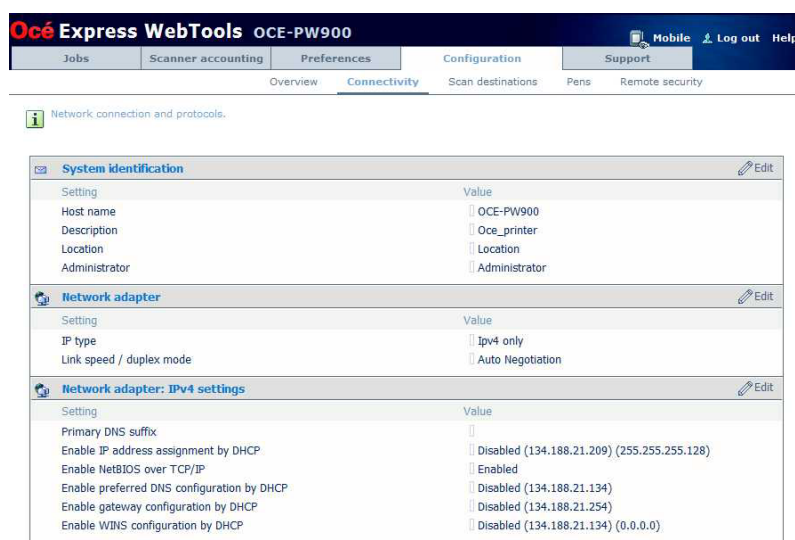 Océ Express WebTools OCE-PW900
Mobile Log out Help
Jobs Scanner accounting Preferences Configuration Support
Overview Connectivity Scan destinations Pens Remote security
Network connection and protocols.
System identification Edit
Setting Value
Host name OCE-PW900
Description Oce_printer
Location Location
Administrator Administrator
Network adapter Edit
Setting Value
IP type Ipv4 only
Link speed / duplex mode Auto Negotiation
Network adapter: IPv4 settings Edit
Setting Value
Primary DNS suffix
Enable IP address assignment by DHCP Disabled (134.188.21.209) (255.255.255.128)
Enable NetBIOS over TCP/IP Enabled
Enable preferred DNS configuration by DHCP Disabled (134.188.21.134)
Enable gateway configuration by DHCP Disabled (134.188.21.254)
Enable WINS configuration by DHCP Disabled (134.188.21.134) (0.0.0.0)